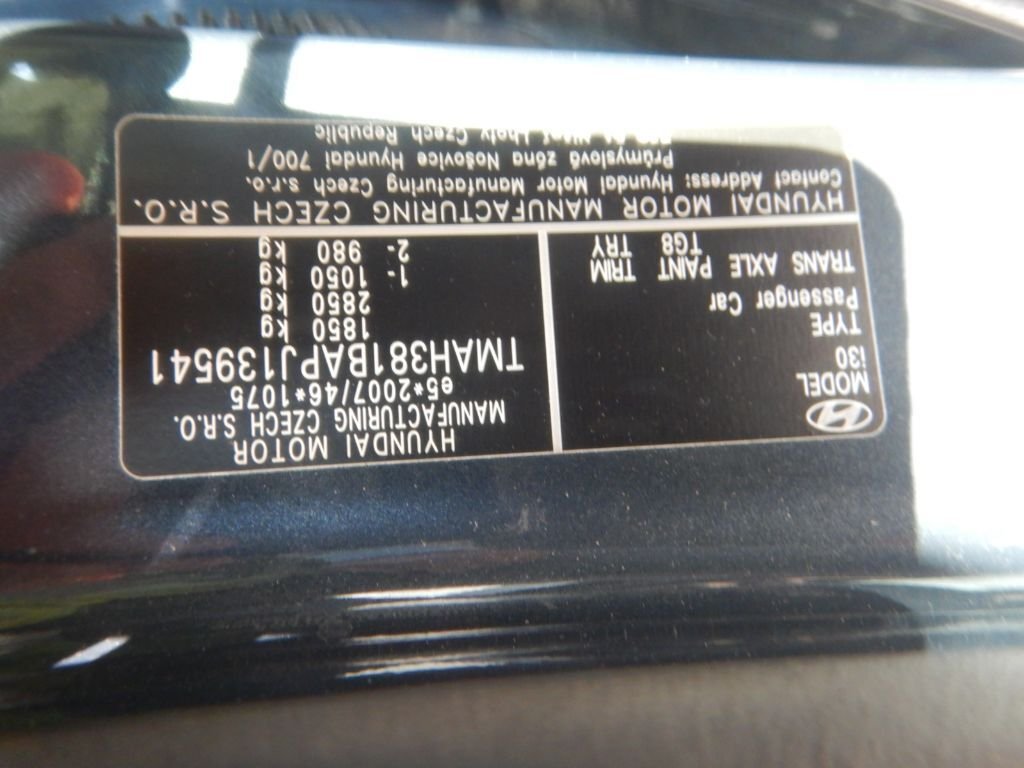 HYUNDAI MOTOR
MANUFACTURING CZECH S.R.O.
e5*2007/46*1075
TMAH381BAPJ139541
1850 kg
2850 kg
1- 1050 kg
2- 980 kg
MODEL
i30
TYPE
Passenger Car
TRANS AXLE PAINT TRIM
TG8 TRY
HYUNDAI MOTOR MANUFACTURING CZECH S.R.O.
Contact Address: Hyundai Motor Manufacturing Czech s.r.o.
Průmyslová zóna Nošovice Hyundai 700/1
Lhoty Czech Republic